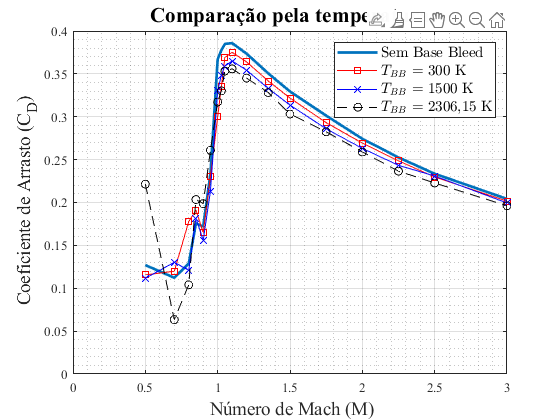 Comparação pela tempe
Sem Base Bleed
T_BB = 300 K
T_BB = 1500 K
T_BB = 2306,15 K
Coeficiente de Arrasto (C_D)
0.4
0.35
0.3
0.25
0.2
0.15
0.1
0.05
0
0 0.5 1 1.5 2 2.5 3
Número de Mach (M)